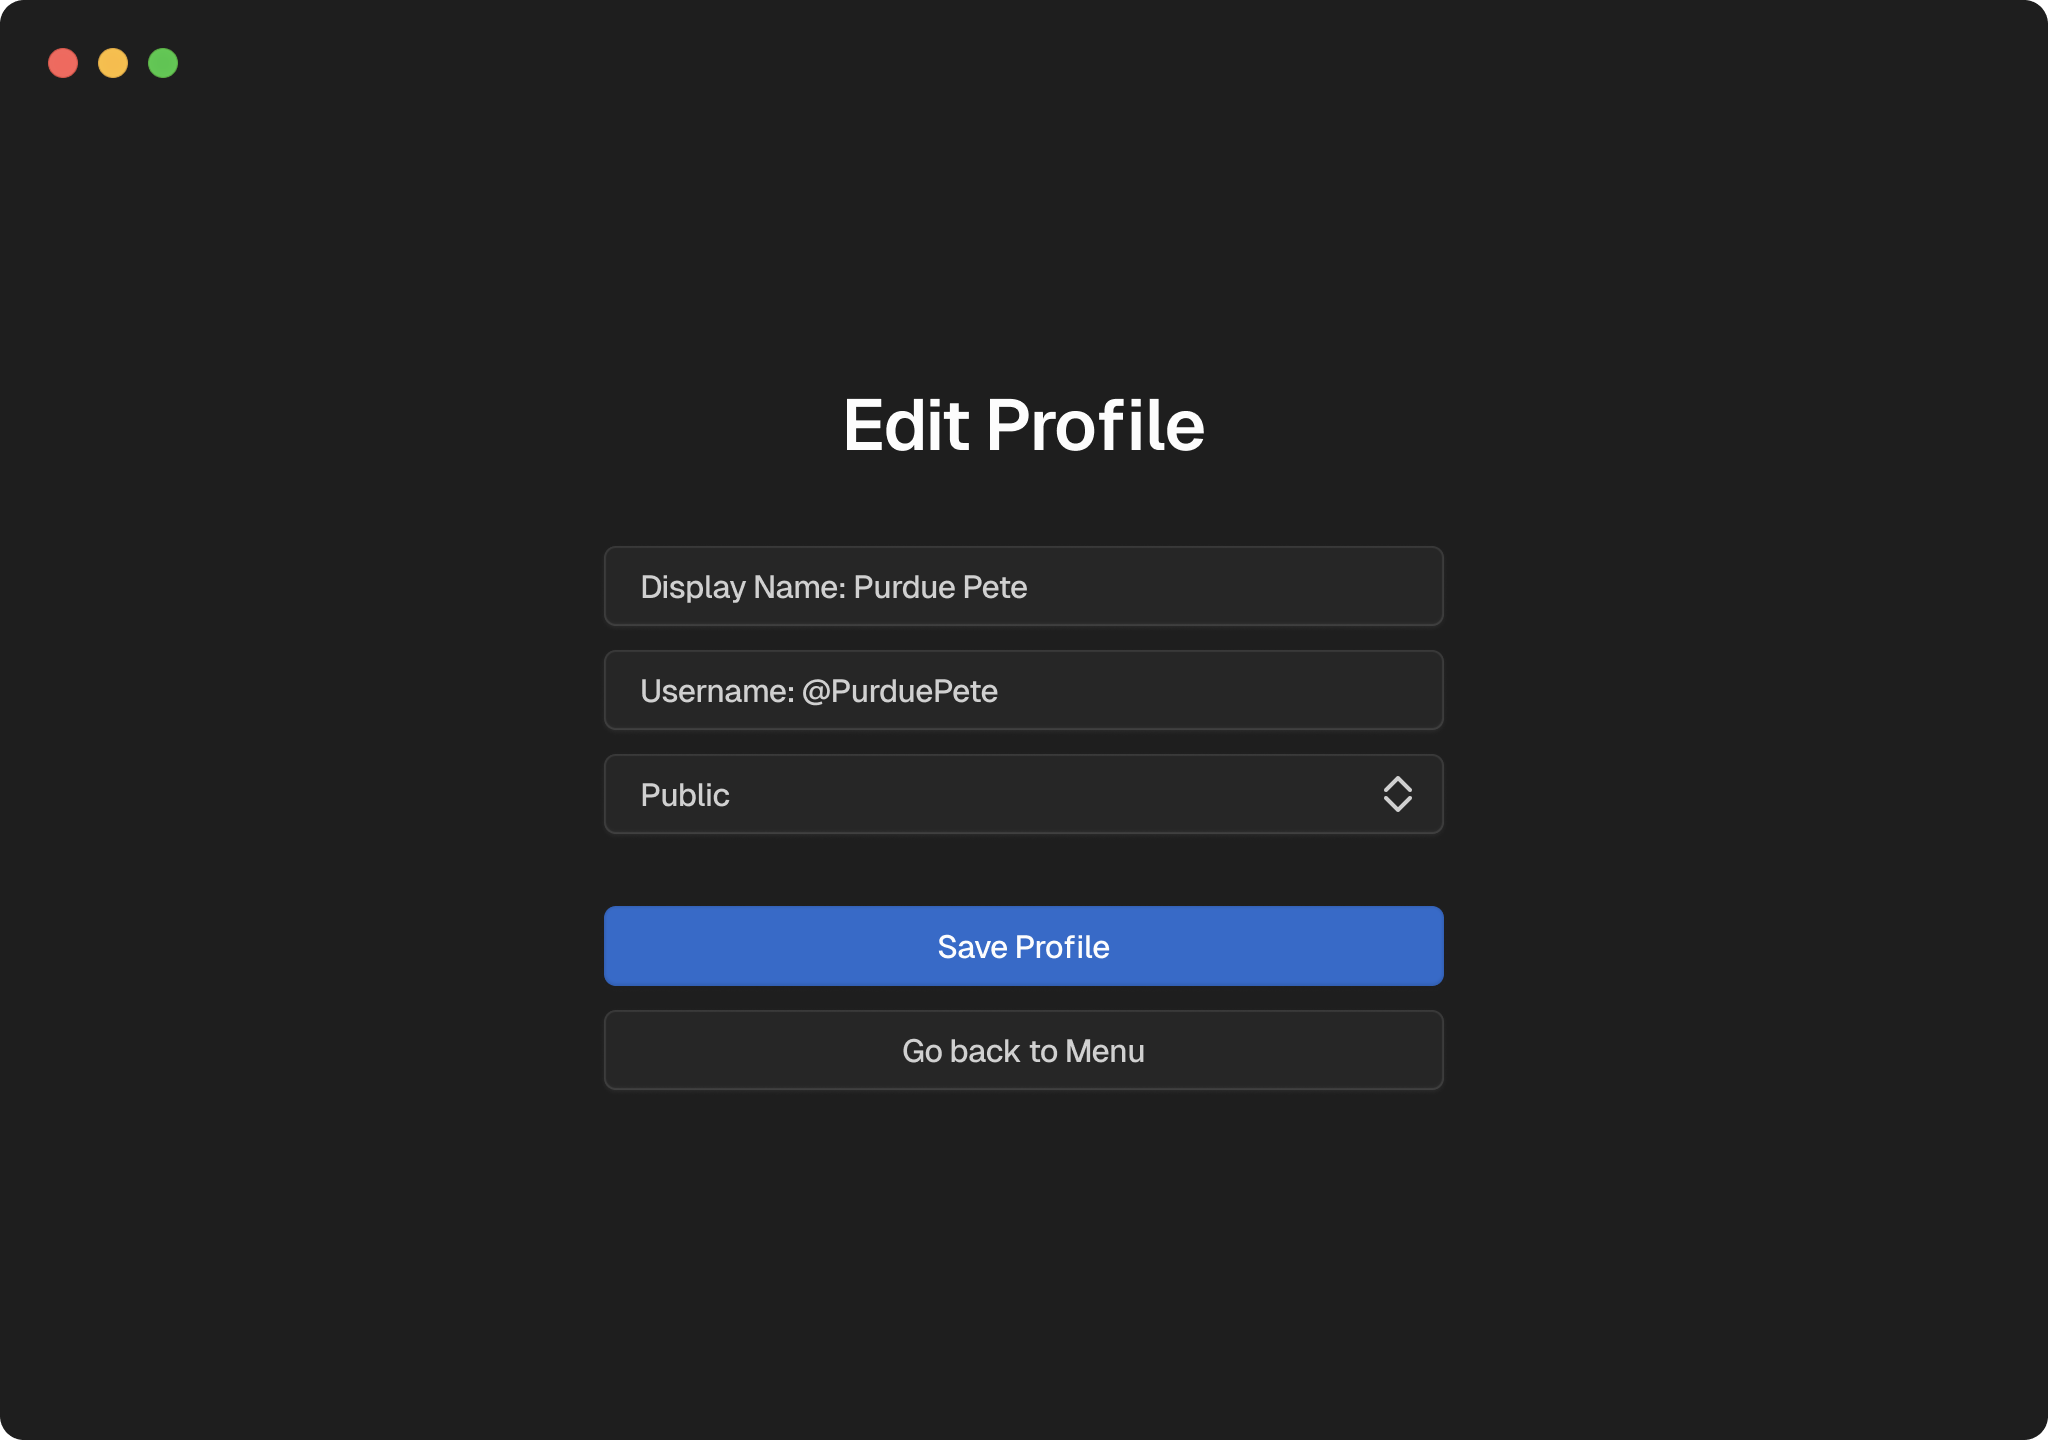 Edit Profile
Display Name: Purdue Pete
Username: @PurduePete
Public
Save Profile
Go back to Menu